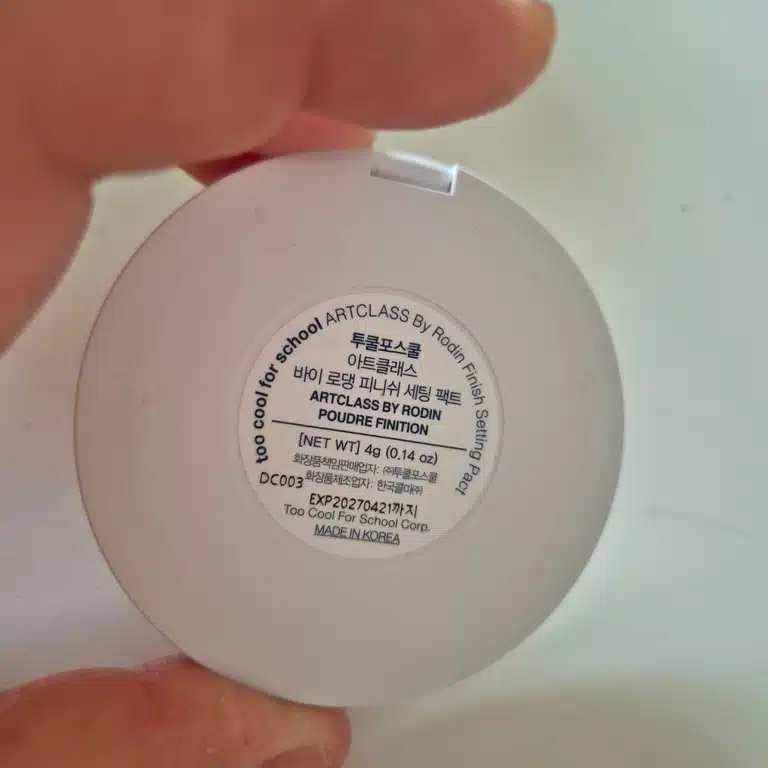 too cool for school ARTCLASS By Rodin Finish Setting Pact
투쿨포스쿨
아트클래스
바이 로댕 피니쉬 세팅 팩트
ARTCLASS BY RODIN
POUDRE FINITION
[NET WT] 4g (0.14 oz)
화장품책임판매업자: ㈜투쿨포스쿨
DC003 화장품제조업자: 한국콜마㈜
EXP20270421까지
Too Cool For School Corp.
MADE IN KOREA